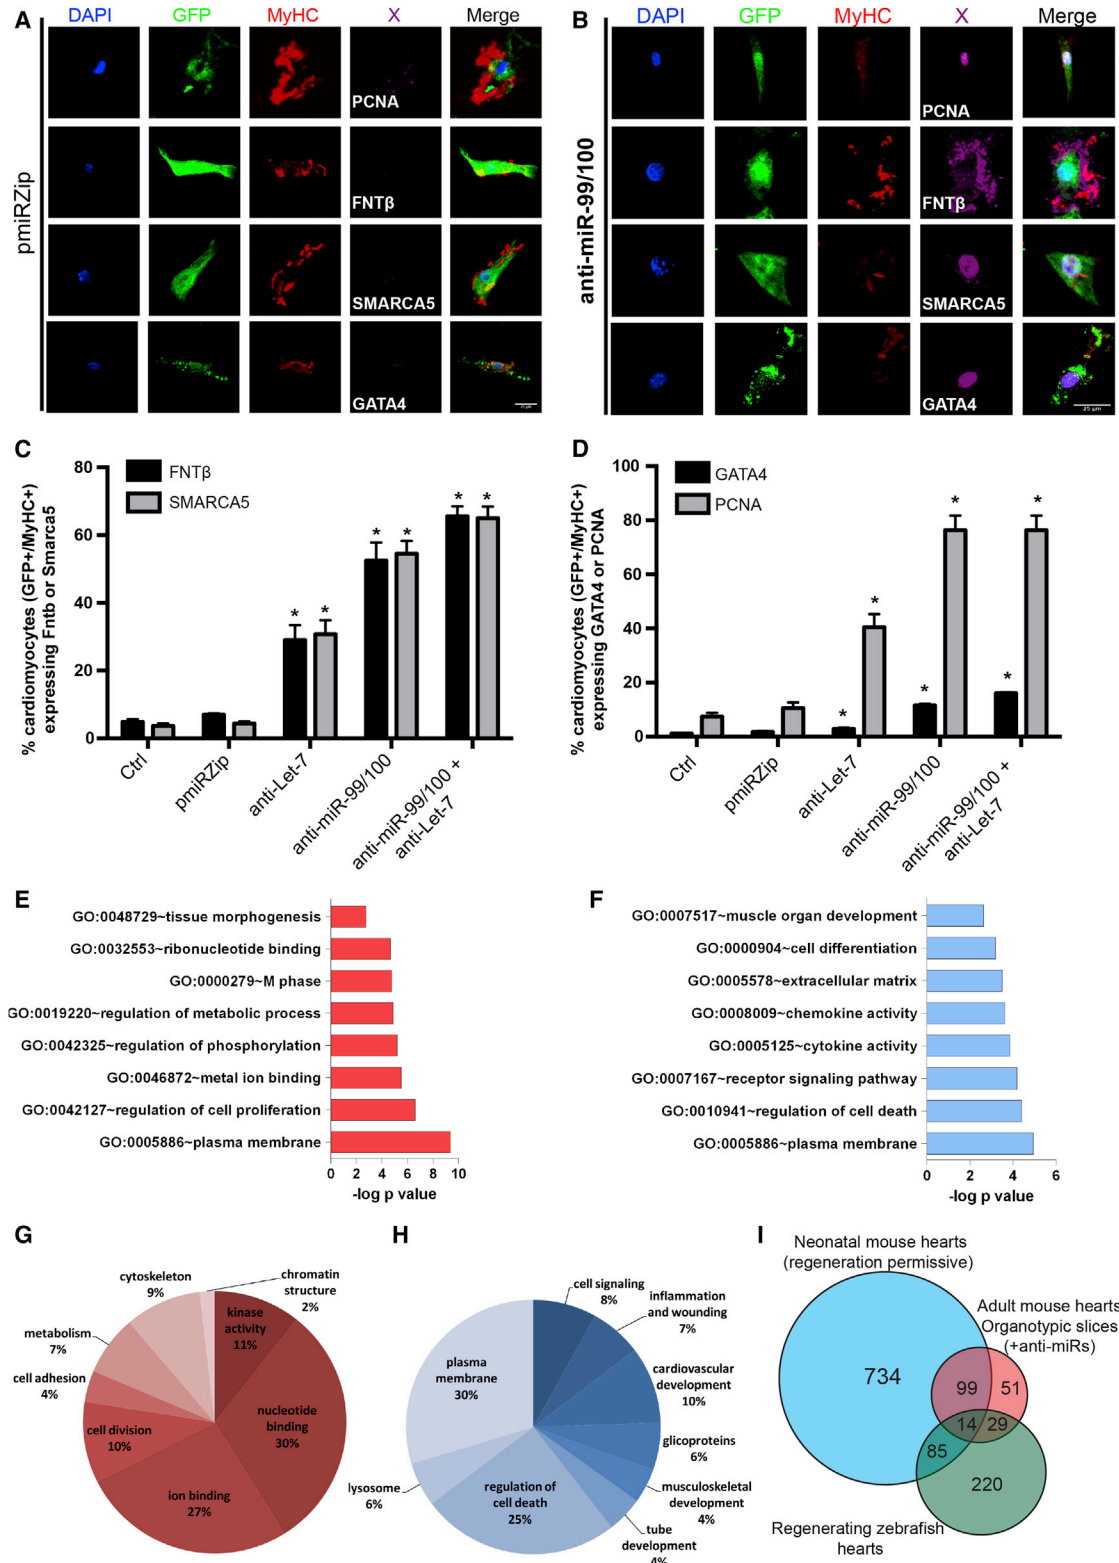 A
DAPI
GFP
MyHC
X
Merge
pmiRZip
PCNA
FNTβ
SMARCA5
GATA4
25 µm
B
DAPI
GFP
MyHC
X
Merge
anti-miR-99/100
PCNA
FNTβ
SMARCA5
GATA4
25 µm
C
% cardiomyocytes (GFP+/MyHC+)
expressing Fntb or Smarca5
80
60
40
20
0
FNTβ
SMARCA5
* * * * * *
Ctrl
pmiRZip
anti-Let-7
anti-miR-99/100
anti-miR-99/100 +
anti-Let-7
D
% cardiomyocytes (GFP+/MyHC+)
expressing GATA4 or PCNA
100
80
60
40
20
0
GATA4
PCNA
* * * * * *
Ctrl
pmiRZip
anti-Let-7
anti-miR-99/100
anti-miR-99/100 +
anti-Let-7
E
GO:0048729~tissue morphogenesis
GO:0032553~ribonucleotide binding
GO:0000279~M phase
GO:0019220~regulation of metabolic process
GO:0042325~regulation of phosphorylation
GO:0046872~metal ion binding
GO:0042127~regulation of cell proliferation
GO:0005886~plasma membrane
0 2 4 6 8 10
-log p value
F
GO:0007517~muscle organ development
GO:0000904~cell differentiation
GO:0005578~extracellular matrix
GO:0008009~chemokine activity
GO:0005125~cytokine activity
GO:0007167~receptor signaling pathway
GO:0010941~regulation of cell death
GO:0005886~plasma membrane
0 2 4 6
-log p value
G
cytoskeleton
9%
chromatin
structure
2%
kinase
activity
11%
metabolism
7%
cell adhesion
4%
cell division
10%
nucleotide
binding
30%
ion binding
27%
H
cell signaling
8%
inflammation
and wounding
7%
plasma
membrane
30%
cardiovascular
development
10%
glicoproteins
6%
lysosome
6%
regulation of
cell death
25%
musculoskeletal
development
4%
tube
development
4%
I
Neonatal mouse hearts
(regeneration permissive)
Adult mouse hearts
Organotypic slices
(+anti-miRs)
734
99
51
14
29
85
220
Regenerating zebrafish
hearts